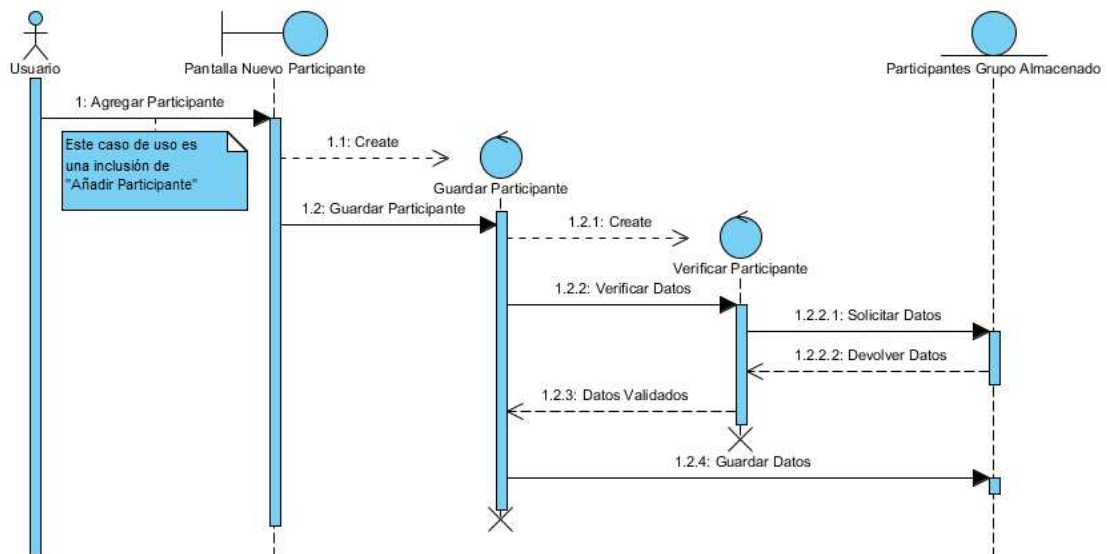 Usuario
Pantalla Nuevo Participante
Participantes Grupo Almacenado
1: Agregar Participante
Este caso de uso es
una inclusión de
"Añadir Participante"
1.1: Create
Guardar Participante
1.2: Guardar Participante
1.2.1: Create
Verificar Participante
1.2.2: Verificar Datos
1.2.2.1: Solicitar Datos
1.2.2.2: Devolver Datos
1.2.3: Datos Validados
1.2.4: Guardar Datos